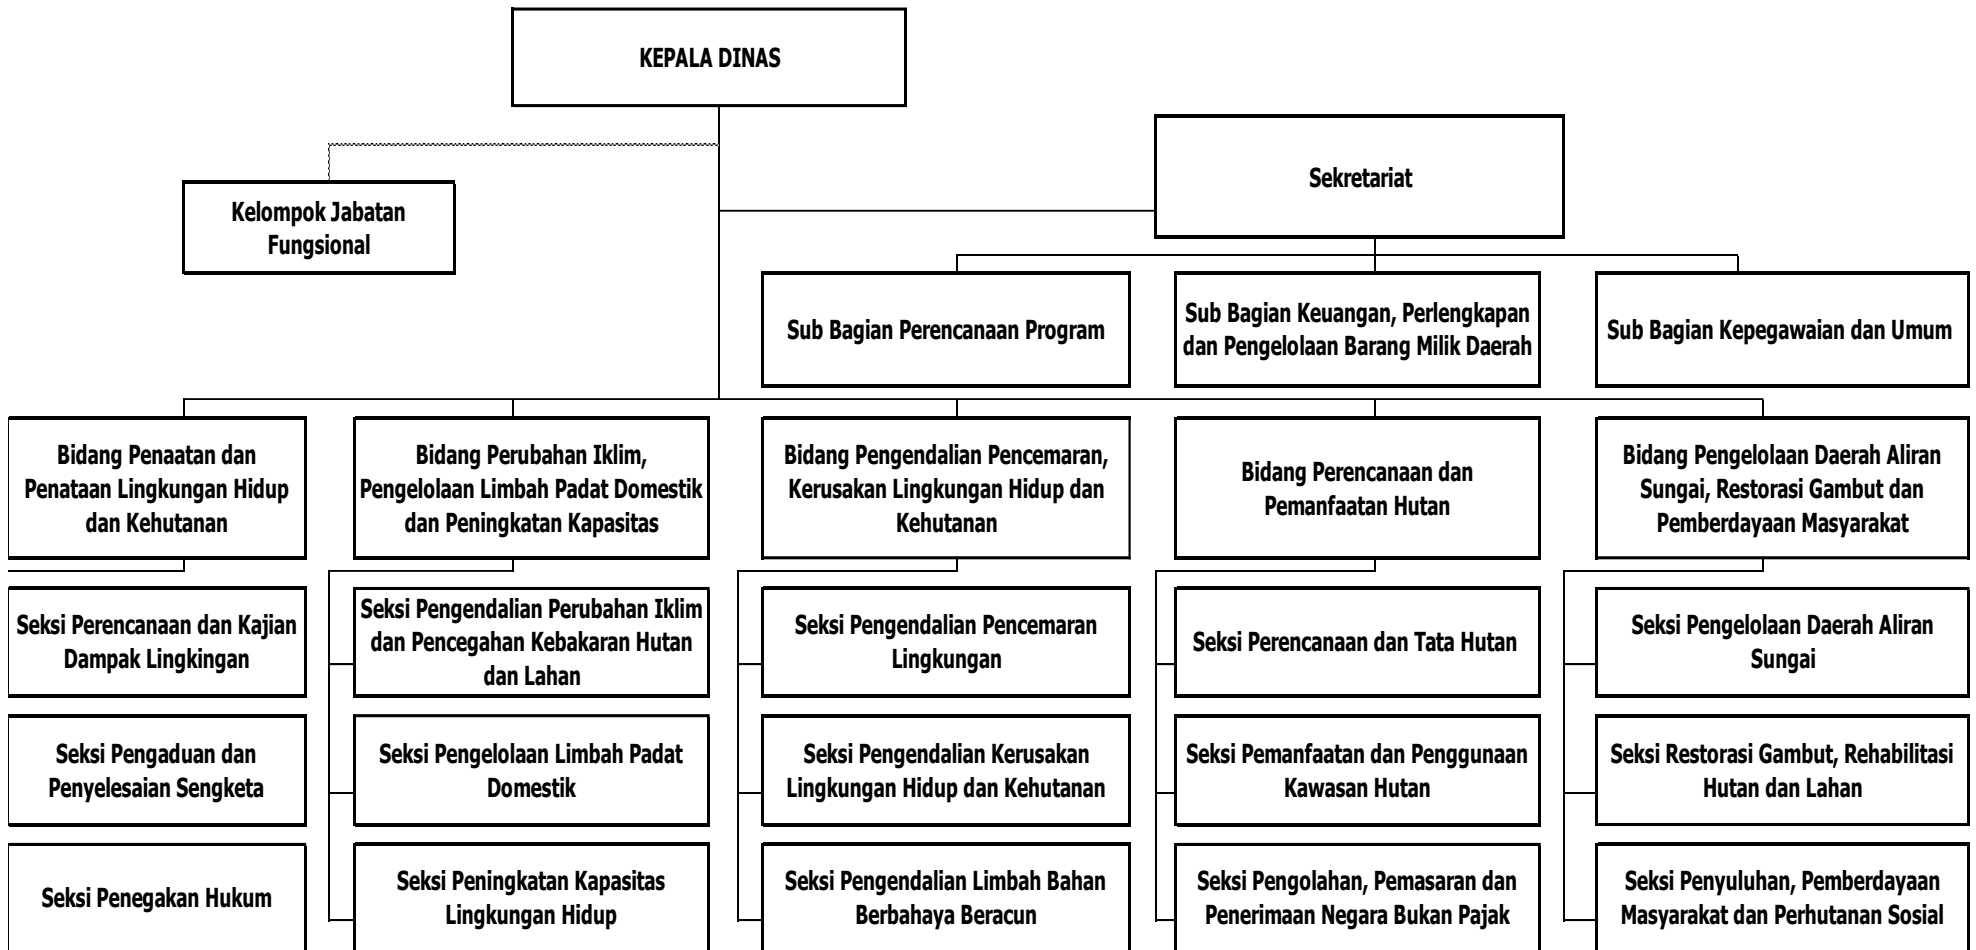 KEPALA DINAS
Sekretariat
Kelompok Jabatan
Fungsional
Sub Bagian Perencanaan Program
Sub Bagian Keuangan, Perlengkapan
dan Pengelolaan Barang Milik Daerah
Sub Bagian Kepegawaian dan Umum
Bidang Penaatan dan
Penataan Lingkungan Hidup
dan Kehutanan
Bidang Perubahan Iklim,
Pengelolaan Limbah Padat Domestik
dan Peningkatan Kapasitas
Bidang Pengendalian Pencemaran,
Kerusakan Lingkungan Hidup dan
Kehutanan
Bidang Perencanaan dan
Pemanfaatan Hutan
Bidang Pengelolaan Daerah Aliran
Sungai, Restorasi Gambut dan
Pemberdayaan Masyarakat
Seksi Perencanaan dan Kajian
Dampak Lingkingan
Seksi Pengendalian Perubahan Iklim
dan Pencegahan Kebakaran Hutan
dan Lahan
Seksi Pengendalian Pencemaran
Lingkungan
Seksi Perencanaan dan Tata Hutan
Seksi Pengelolaan Daerah Aliran
Sungai
Seksi Pengaduan dan
Penyelesaian Sengketa
Seksi Pengelolaan Limbah Padat
Domestik
Seksi Pengendalian Kerusakan
Lingkungan Hidup dan Kehutanan
Seksi Pemanfaatan dan Penggunaan
Kawasan Hutan
Seksi Restorasi Gambut, Rehabilitasi
Hutan dan Lahan
Seksi Penegakan Hukum
Seksi Peningkatan Kapasitas
Lingkungan Hidup
Seksi Pengendalian Limbah Bahan
Berbahaya Beracun
Seksi Pengolahan, Pemasaran dan
Penerimaan Negara Bukan Pajak
Seksi Penyuluhan, Pemberdayaan
Masyarakat dan Perhutanan Sosial